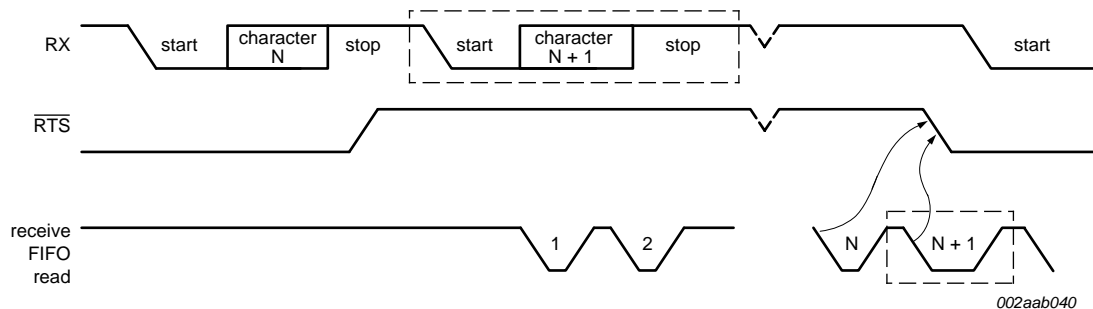 RX
start
character
N
stop
start
character
N + 1
stop
start
RTS
receive
FIFO
read
1
2
N
N + 1
002aab040